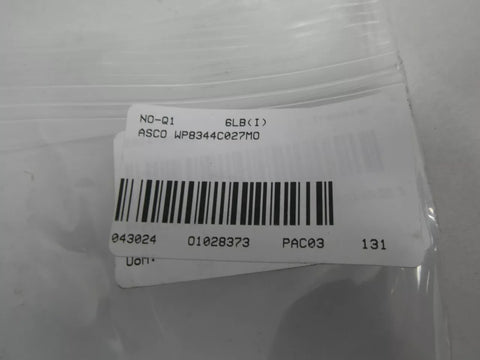 NO-Q1 6LB(I)
ASCO WP8344C027MO
043024 01028373 PAC03 131
UOM: